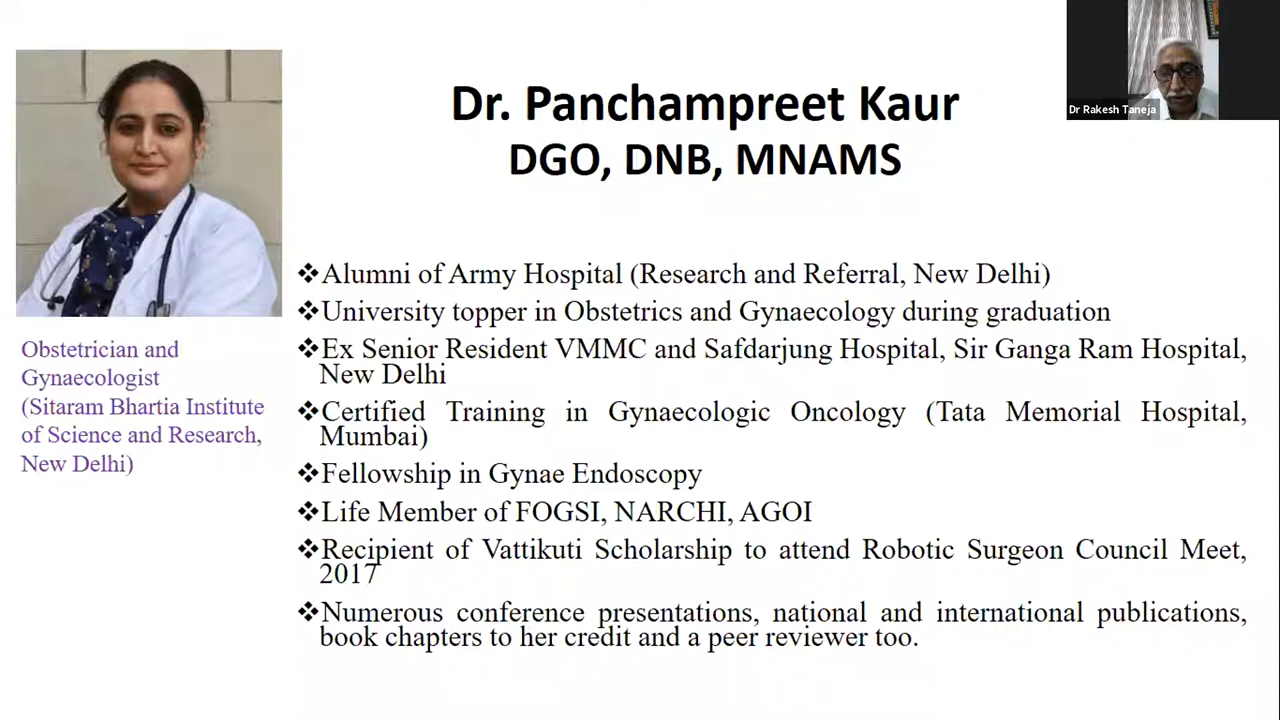 Dr. Panchampreet Kaur
DGO, DNB, MNAMS
Dr Rakesh Taneja
Obstetrician and
Gynaecologist
(Sitaram Bhartia Institute
of Science and Research,
New Delhi)
❖Alumni of Army Hospital (Research and Referral, New Delhi)
❖University topper in Obstetrics and Gynaecology during graduation
❖Ex Senior Resident VMMC and Safdarjung Hospital, Sir Ganga Ram Hospital,
New Delhi
❖Certified Training in Gynaecologic Oncology (Tata Memorial Hospital,
Mumbai)
❖Fellowship in Gynae Endoscopy
❖Life Member of FOGSI, NARCHI, AGOI
❖Recipient of Vattikuti Scholarship to attend Robotic Surgeon Council Meet,
2017
❖Numerous conference presentations, national and international publications,
book chapters to her credit and a peer reviewer too.